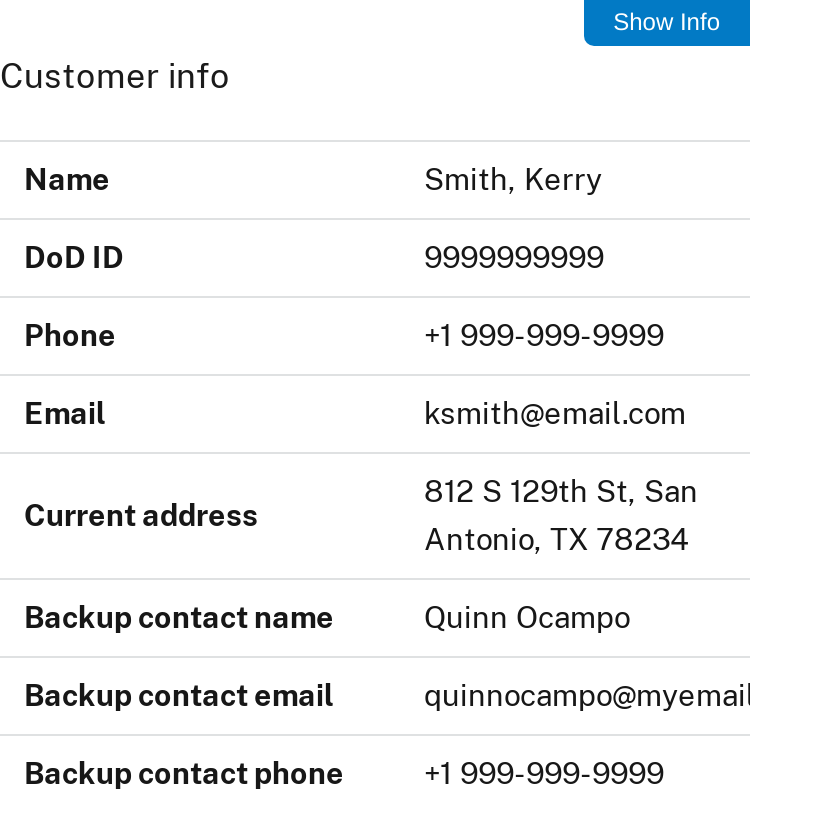 Show Info
Customer info
Name Smith, Kerry
DoD ID 9999999999
Phone +1 999-999-9999
Email ksmith@email.com
Current address 812 S 129th St, San
Antonio, TX 78234
Backup contact name Quinn Ocampo
Backup contact email quinnocampo@myemail
Backup contact phone +1 999-999-9999